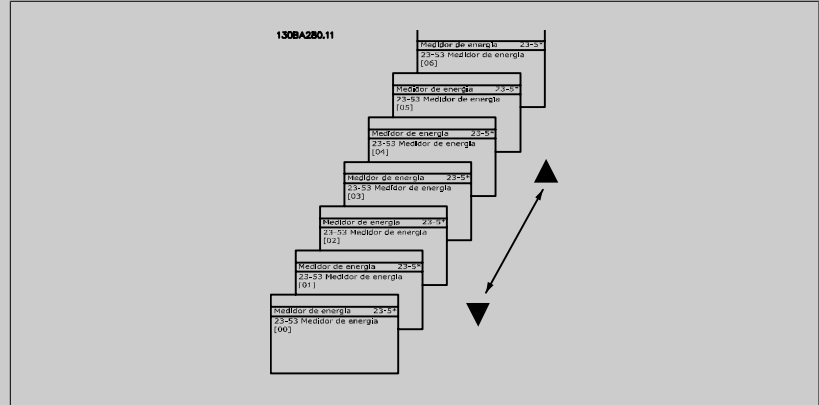 130BA280.11
Medidor de energia 23-5*
23-53 Medidor de energia
[06]
Medidor de energia 23-5*
23-53 Medidor de energia
[05]
Medidor de energia 23-5*
23-53 Medidor de energia
[04]
Medidor de energia 23-5*
23-53 Medidor de energia
[03]
Medidor de energia 23-5*
23-53 Medidor de energia
[02]
Medidor de energia 23-5*
23-53 Medidor de energia
[01]
Medidor de energia 23-5*
23-53 Medidor de energia
[00]